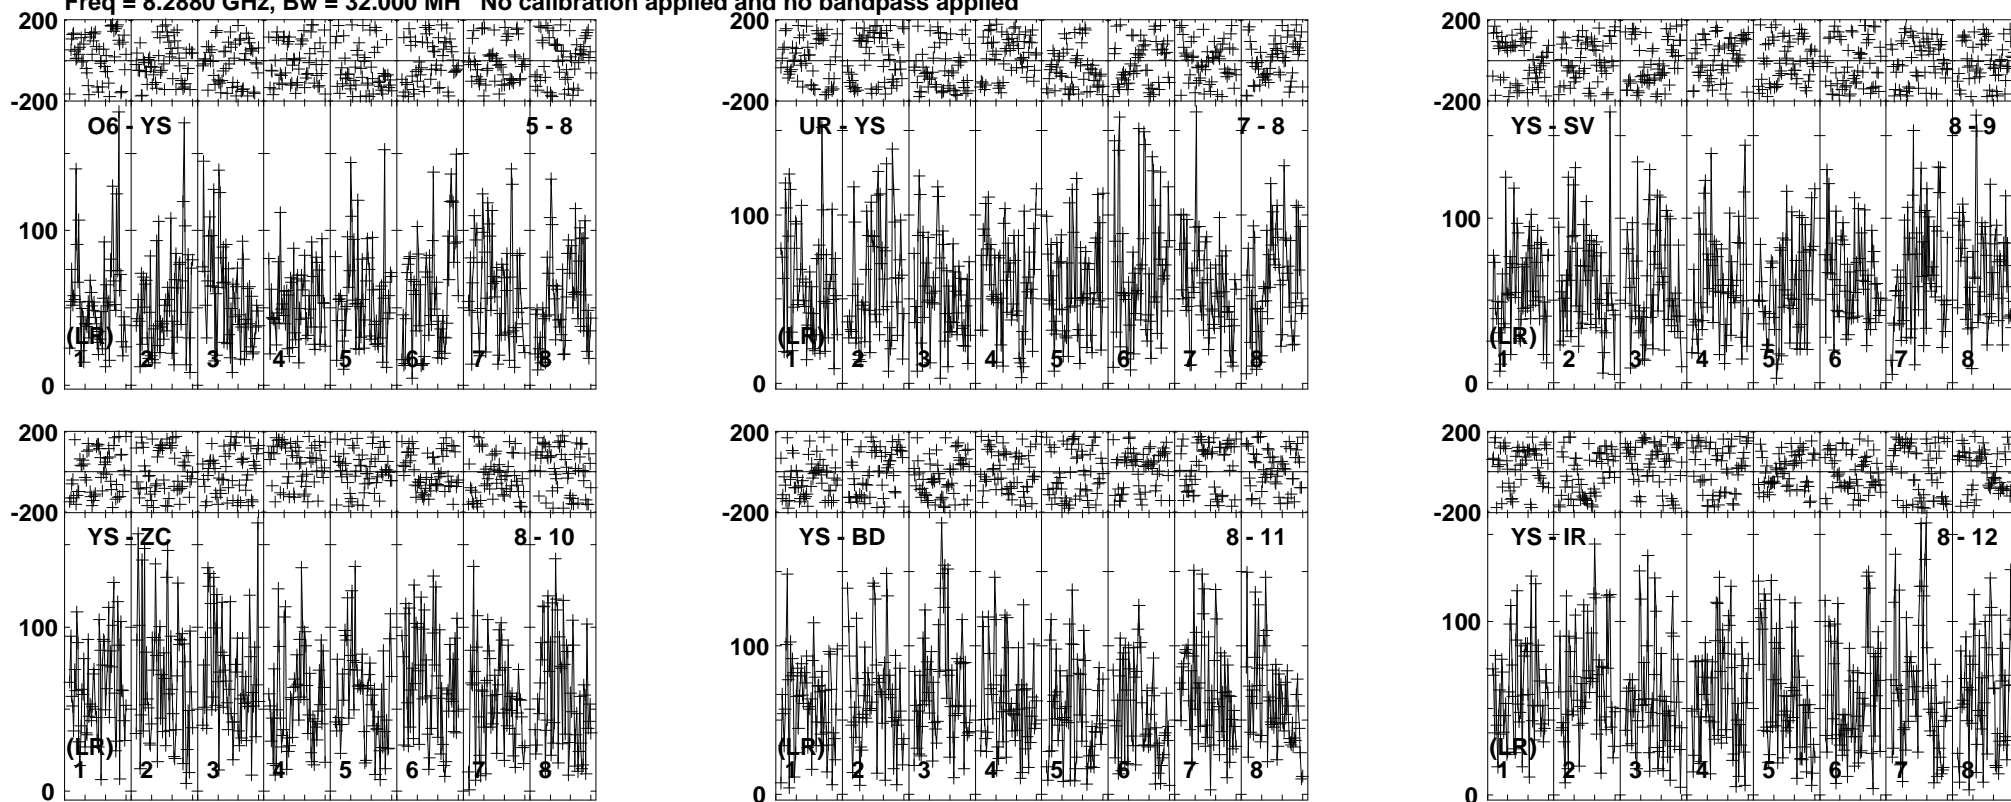 Freq = 8.2880 GHz, Bw = 32.000 MH No calibration applied and no bandpass applied
200
-200
O6 - YS 5 - 8
100
0
(LR)
1 2 3 4 5 6 7 8
200
-200
UR - YS 7 - 8
100
0
(LR)
1 2 3 4 5 6 7 8
200
-200
YS - SV 8 - 9
100
0
(LR)
1 2 3 4 5 6 7 8
200
-200
YS - ZC 8 - 10
100
0
(LR)
1 2 3 4 5 6 7 8
200
-200
YS - BD 8 - 11
100
0
(LR)
1 2 3 4 5 6 7 8
200
-200
YS - IR 8 - 12
100
0
(LR)
1 2 3 4 5 6 7 8